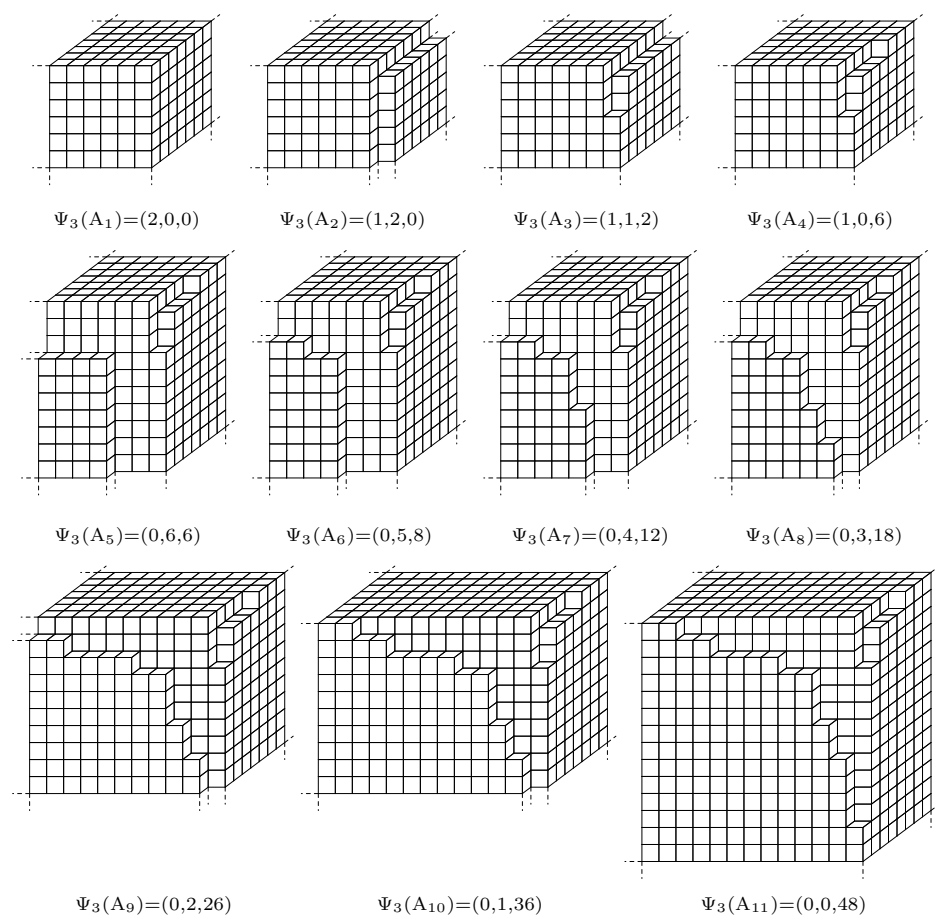 Ψ₃(A₁)=(2,0,0) Ψ₃(A₂)=(1,2,0) Ψ₃(A₃)=(1,1,2) Ψ₃(A₄)=(1,0,6)
Ψ₃(A₅)=(0,6,6) Ψ₃(A₆)=(0,5,8) Ψ₃(A₇)=(0,4,12) Ψ₃(A₈)=(0,3,18)
Ψ₃(A₉)=(0,2,26) Ψ₃(A₁₀)=(0,1,36) Ψ₃(A₁₁)=(0,0,48)